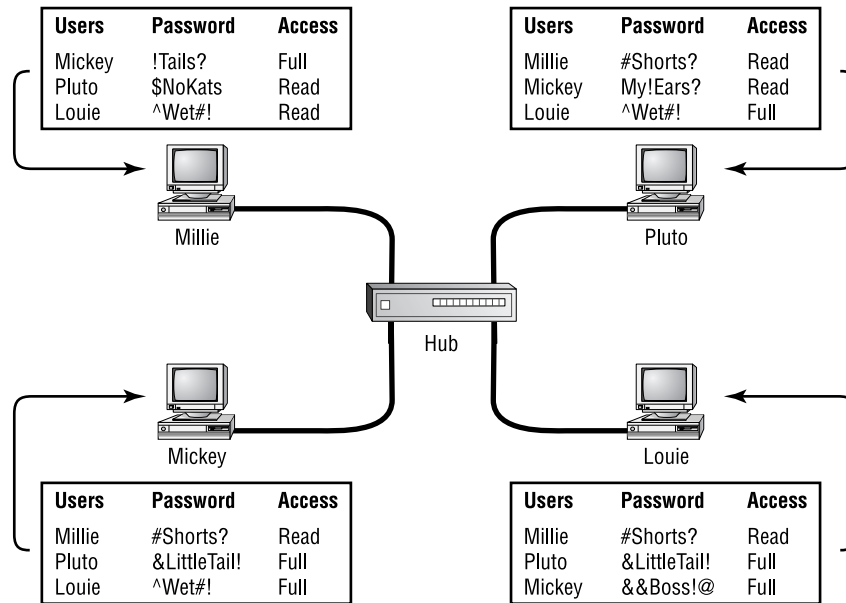 Users Password Access
Mickey !Tails? Full
Pluto $NoKats Read
Louie ^Wet#! Read
Users Password Access
Millie #Shorts? Read
Mickey My!Ears? Read
Louie ^Wet#! Full
Millie
Pluto
Hub
Mickey
Louie
Users Password Access
Millie #Shorts? Read
Pluto &LittleTail! Full
Louie ^Wet#! Full
Users Password Access
Millie #Shorts? Read
Pluto &LittleTail! Full
Mickey &&Boss!@ Full